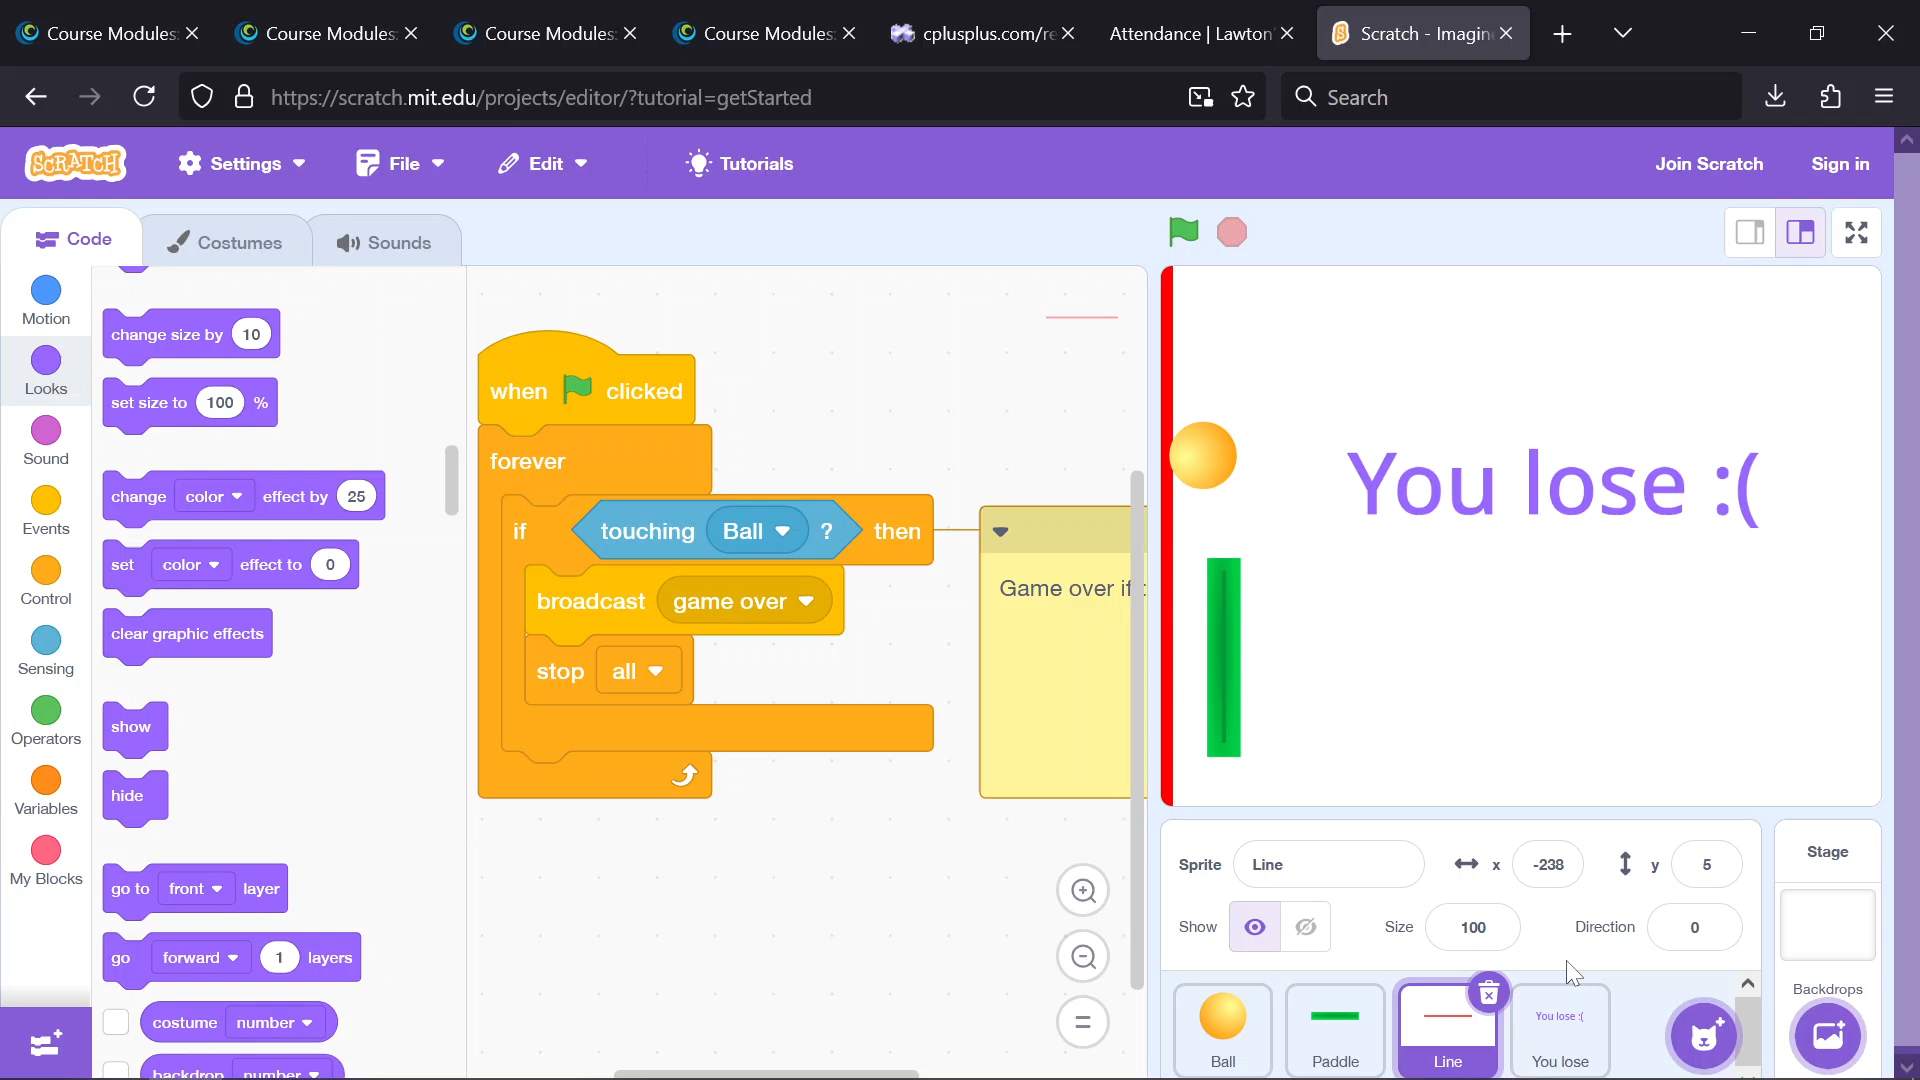 Course Modules:
Course Modules:
Course Modules:
Course Modules:
cplusplus.com/re
Attendance | Lawton
Scratch - Imagin
https://scratch.mit.edu/projects/editor/?tutorial=getStarted
Search
SCRATCH
Settings
File
Edit
Tutorials
Join Scratch
Sign in
Code
Costumes
Sounds
Motion
Looks
Sound
Events
Control
Sensing
Operators
Variables
My Blocks
change size by 10
set size to 100 %
change color effect by 25
set color effect to 0
clear graphic effects
show
hide
go to front layer
go forward 1 layers
costume number
backdrop number
when clicked
forever
if touching Ball ? then
broadcast game over
stop all
Game over if
You lose :(
Sprite Line x -238 y 5
Show Size 100 Direction 0
Ball
Paddle
Line
You lose :(
You lose
Stage
Backdrops